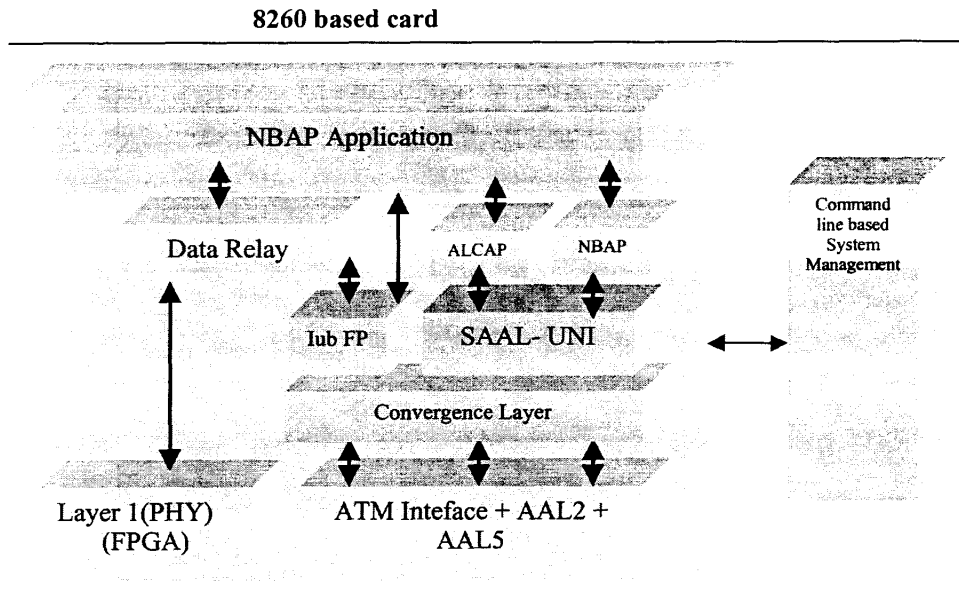 8260 based card
NBAP Application
Data Relay
ALCAP
NBAP
Command
line based
System
Management
Iub FP
SAAL- UNI
Convergence Layer
Layer 1(PHY)
(FPGA)
ATM Inteface + AAL2 +
AAL5